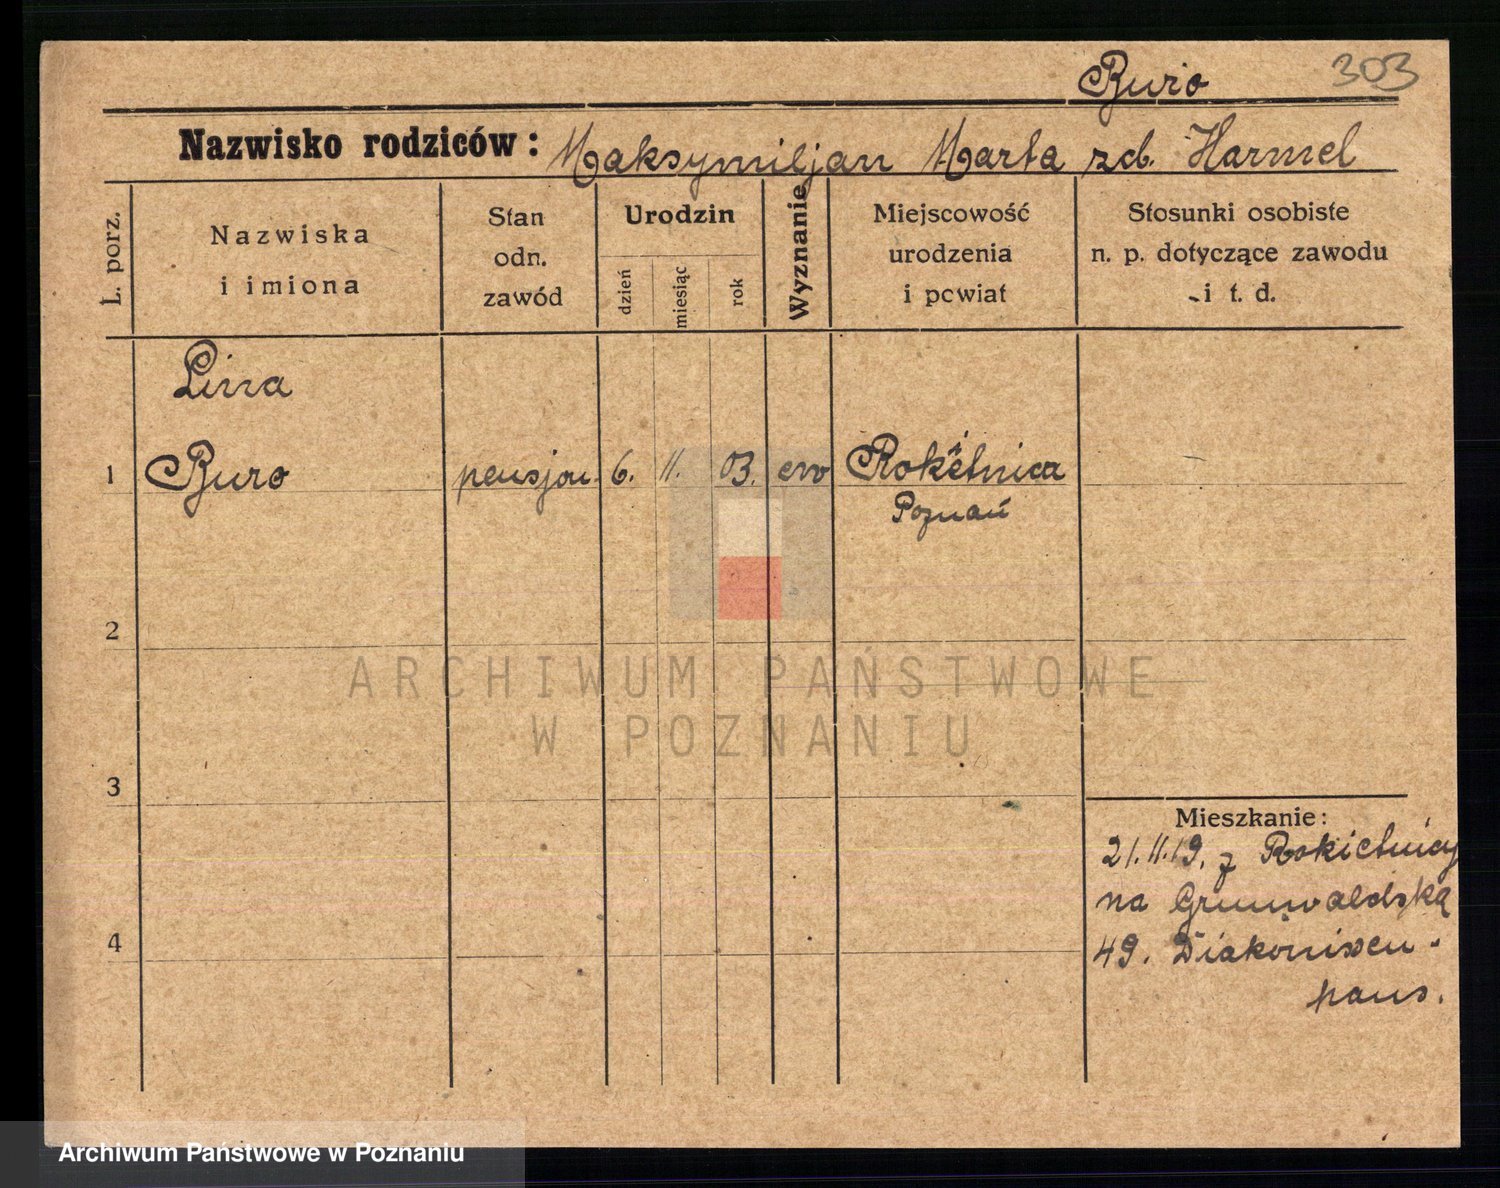 Buro 303
Nazwisko rodziców: Maksymiljan Marta zd. Harmel
L. porz.
Nazwiska
i imiona
Stan
odn.
zawód
Urodzin
dzień
miesiąc
rok
Wyznanie
Miejscowość
urodzenia
i powiat
Stosunki osobiste
n. p. dotyczące zawodu
i t. d.
Lina
1 Buro pensjon. 6. 11. 03. ew Rokietnica
Poznań
2
ARCHIWUM PAŃSTWOWE
W POZNANIU
3
Mieszkanie:
21.11.19. z Rokietnicy
na Grunwaldską
4
49. Diakonissen-
haus.
Archiwum Państwowe w Poznaniu